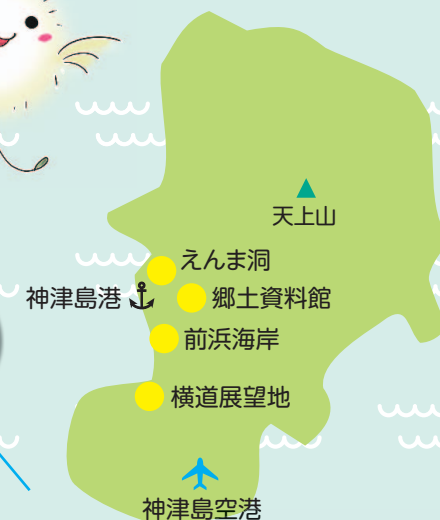 天上山
えんま洞
神津島港
郷土資料館
前浜海岸
横道展望地
神津島空港